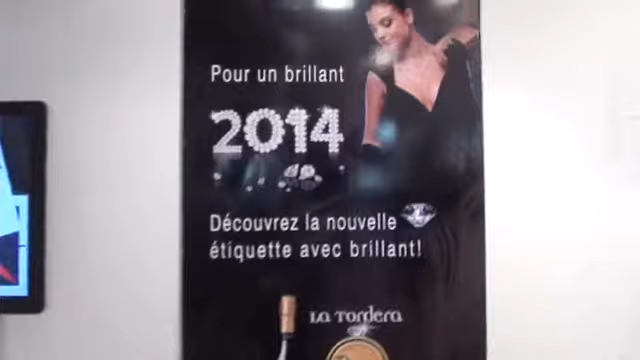 Pour un brillant
2014
Découvrez la nouvelle
étiquette avec brillant!
La Tordera